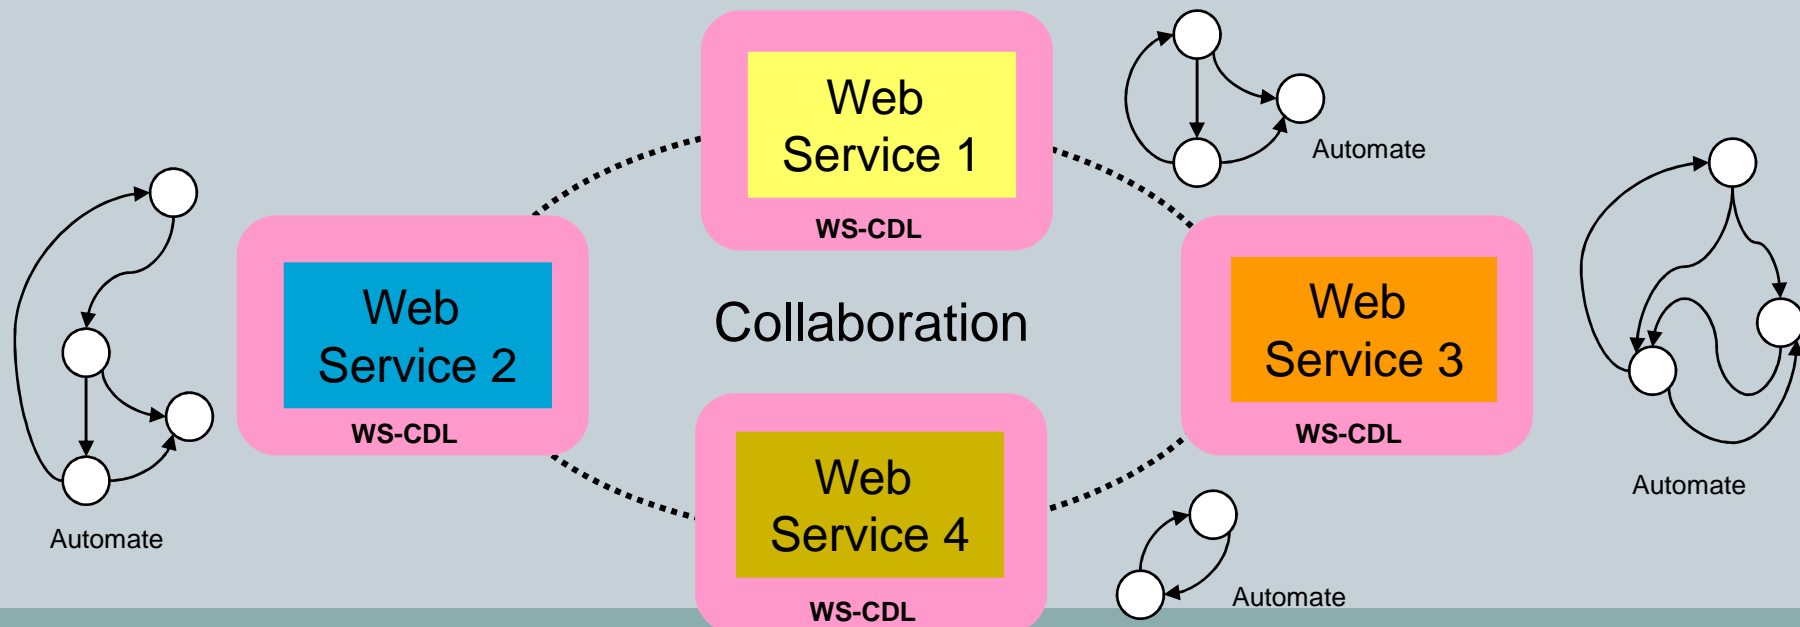 Web
Service 1
WS-CDL
Automate
Web
Service 2
WS-CDL
Automate
Collaboration
Web
Service 3
WS-CDL
Automate
Web
Service 4
WS-CDL
Automate